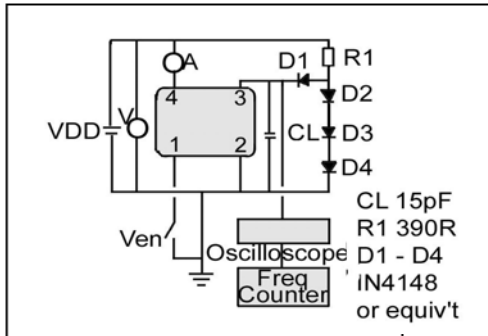 A
D1
R1
4
3
D2
V
VDD
CL
D3
1
2
D4
CL 15pF
Ven
R1 390R
Oscilloscope
D1 - D4
Freq
Counter
IN4148
or equiv't